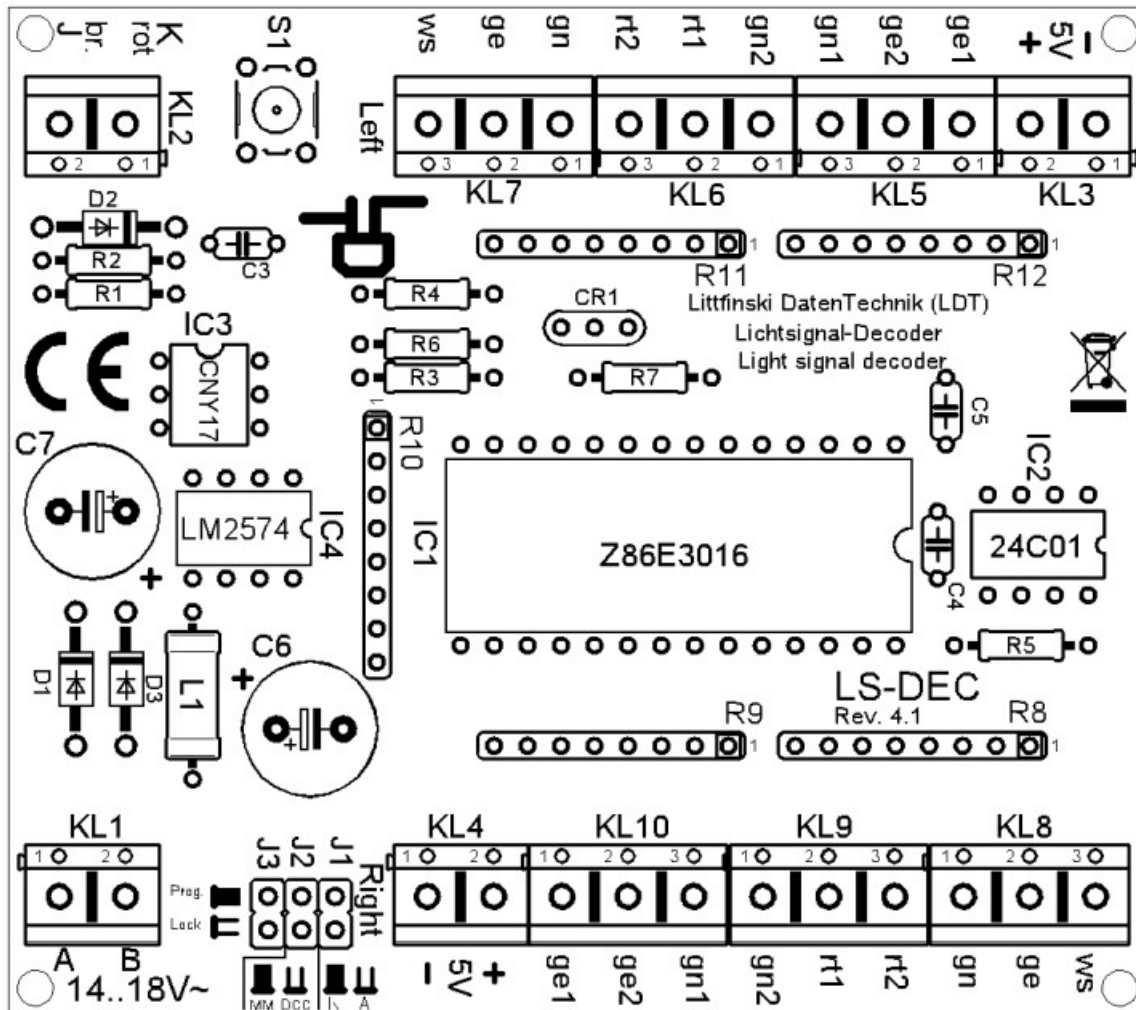 J br. rot K
S1
ws ge gn rt2 rt1 gn2 gn1 ge2 ge1 + 5V -
KL2
Left
2 1
3 2 1 3 2 1 3 2 1 2 1
KL7 KL6 KL5 KL3
D2
R2
C3
R1
1 1
R11 R12
R4
CR1
Littfinski DatenTechnik (LDT)
Lichtsignal-Decoder
Light signal decoder
IC3
CNY17
R6
R3
R7
CE
C5
1
R10
C7
+
LM2574
IC4
+
IC1
Z86E3016
IC2
24C01
C4
R5
D1
D3
L1
C6
+
+
LS-DEC
Rev. 4.1
R9 R8
1 1
KL1
KL4 KL10 KL9 KL8
1 2
1 2 1 2 3 1 2 3 1 2 3
J3 J2 J1
Right
Prog.
Lock
A B
14..18V~
MM DCC A
- 5V + ge1 ge2 gn1 gn2 rt1 rt2 gn ge ws